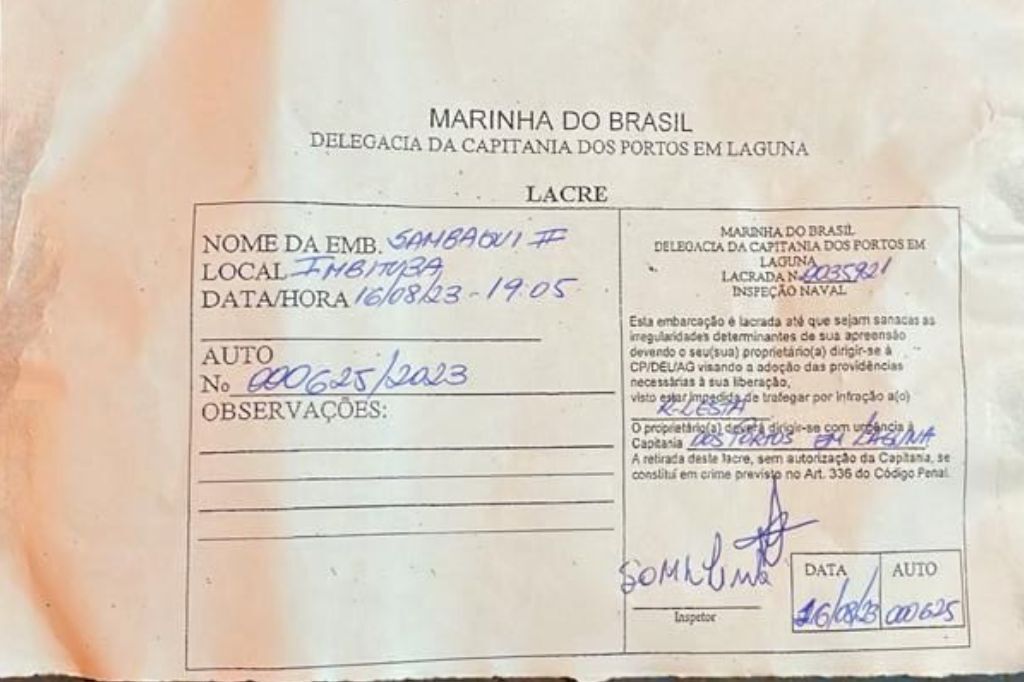 MARINHA DO BRASIL
DELEGACIA DA CAPITANIA DOS PORTOS EM LAGUNA
LACRE
NOME DA EMB. SAMBAQUI II
LOCAL IMBITUBA
DATA/HORA 16/08/23 - 19:05
AUTO
No 000625/2023
OBSERVAÇÕES:
MARINHA DO BRASIL
DELEGACIA DA CAPITANIA DOS PORTOS EM
LAGUNA
LACRADA N. 0035921
INSPEÇÃO NAVAL
Esta embarcação é lacrada até que sejam sanacas as
irregularidades determinantes de sua apreensão
devendo o seu(sua) proprietário(a) dirigir-se à
CP/DEL/AG visando a adoção das providências
necessárias à sua liberação,
visto estar impedida de trafegar por infração a(o)
R-LESTA
O proprietário(a) deverá dirigir-se com urgência à
Capitania DOS PORTOS EM LAGUNA
A retirada deste lacre, sem autorização da Capitania, se
constitui em crime previsto no Art. 336 do Código Penal.
Inspetor
DATA
16/08/23
AUTO
000625